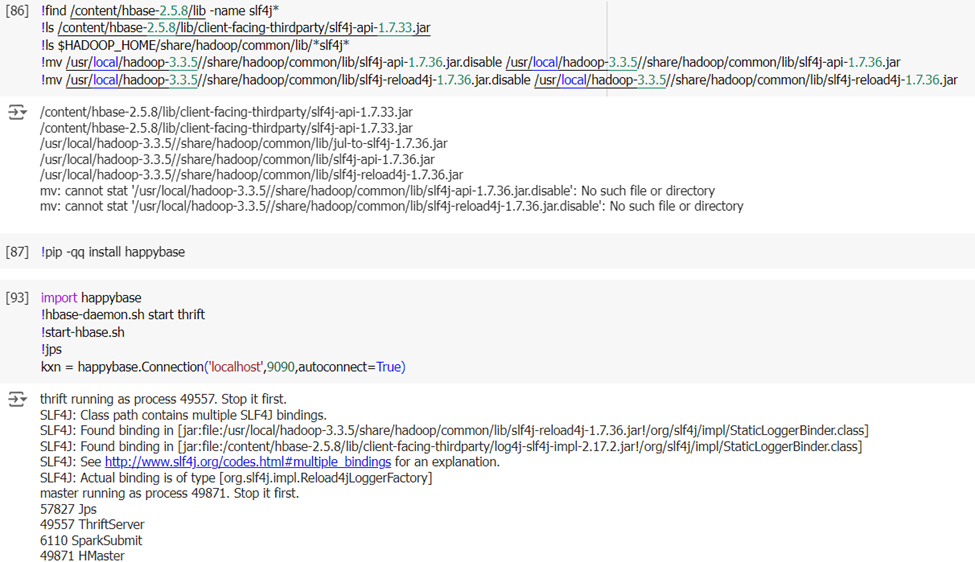 [86] !find /content/hbase-2.5.8/lib -name slf4j*
!ls /content/hbase-2.5.8/lib/client-facing-thirdparty/slf4j-api-1.7.33.jar
!ls $HADOOP_HOME/share/hadoop/common/lib/*slf4j*
!mv /usr/local/hadoop-3.3.5//share/hadoop/common/lib/slf4j-api-1.7.36.jar.disable /usr/local/hadoop-3.3.5//share/hadoop/common/lib/slf4j-api-1.7.36.jar
!mv /usr/local/hadoop-3.3.5//share/hadoop/common/lib/slf4j-reload4j-1.7.36.jar.disable /usr/local/hadoop-3.3.5//share/hadoop/common/lib/slf4j-reload4j-1.7.36.jar
/content/hbase-2.5.8/lib/client-facing-thirdparty/slf4j-api-1.7.33.jar
/content/hbase-2.5.8/lib/client-facing-thirdparty/slf4j-api-1.7.33.jar
/usr/local/hadoop-3.3.5//share/hadoop/common/lib/jul-to-slf4j-1.7.36.jar
/usr/local/hadoop-3.3.5//share/hadoop/common/lib/slf4j-api-1.7.36.jar
/usr/local/hadoop-3.3.5//share/hadoop/common/lib/slf4j-reload4j-1.7.36.jar
mv: cannot stat '/usr/local/hadoop-3.3.5//share/hadoop/common/lib/slf4j-api-1.7.36.jar.disable': No such file or directory
mv: cannot stat '/usr/local/hadoop-3.3.5//share/hadoop/common/lib/slf4j-reload4j-1.7.36.jar.disable': No such file or directory
[87] !pip -qq install happybase
[93] import happybase
!hbase-daemon.sh start thrift
!start-hbase.sh
!jps
kxn = happybase.Connection('localhost',9090,autoconnect=True)
thrift running as process 49557. Stop it first.
SLF4J: Class path contains multiple SLF4J bindings.
SLF4J: Found binding in [jar:file:/usr/local/hadoop-3.3.5/share/hadoop/common/lib/slf4j-reload4j-1.7.36.jar!/org/slf4j/impl/StaticLoggerBinder.class]
SLF4J: Found binding in [jar:file:/content/hbase-2.5.8/lib/client-facing-thirdparty/log4j-slf4j-impl-2.17.2.jar!/org/slf4j/impl/StaticLoggerBinder.class]
SLF4J: See http://www.slf4j.org/codes.html#multiple_bindings for an explanation.
SLF4J: Actual binding is of type [org.slf4j.impl.Reload4jLoggerFactory]
master running as process 49871. Stop it first.
57827 Jps
49557 ThriftServer
6110 SparkSubmit
49871 HMaster